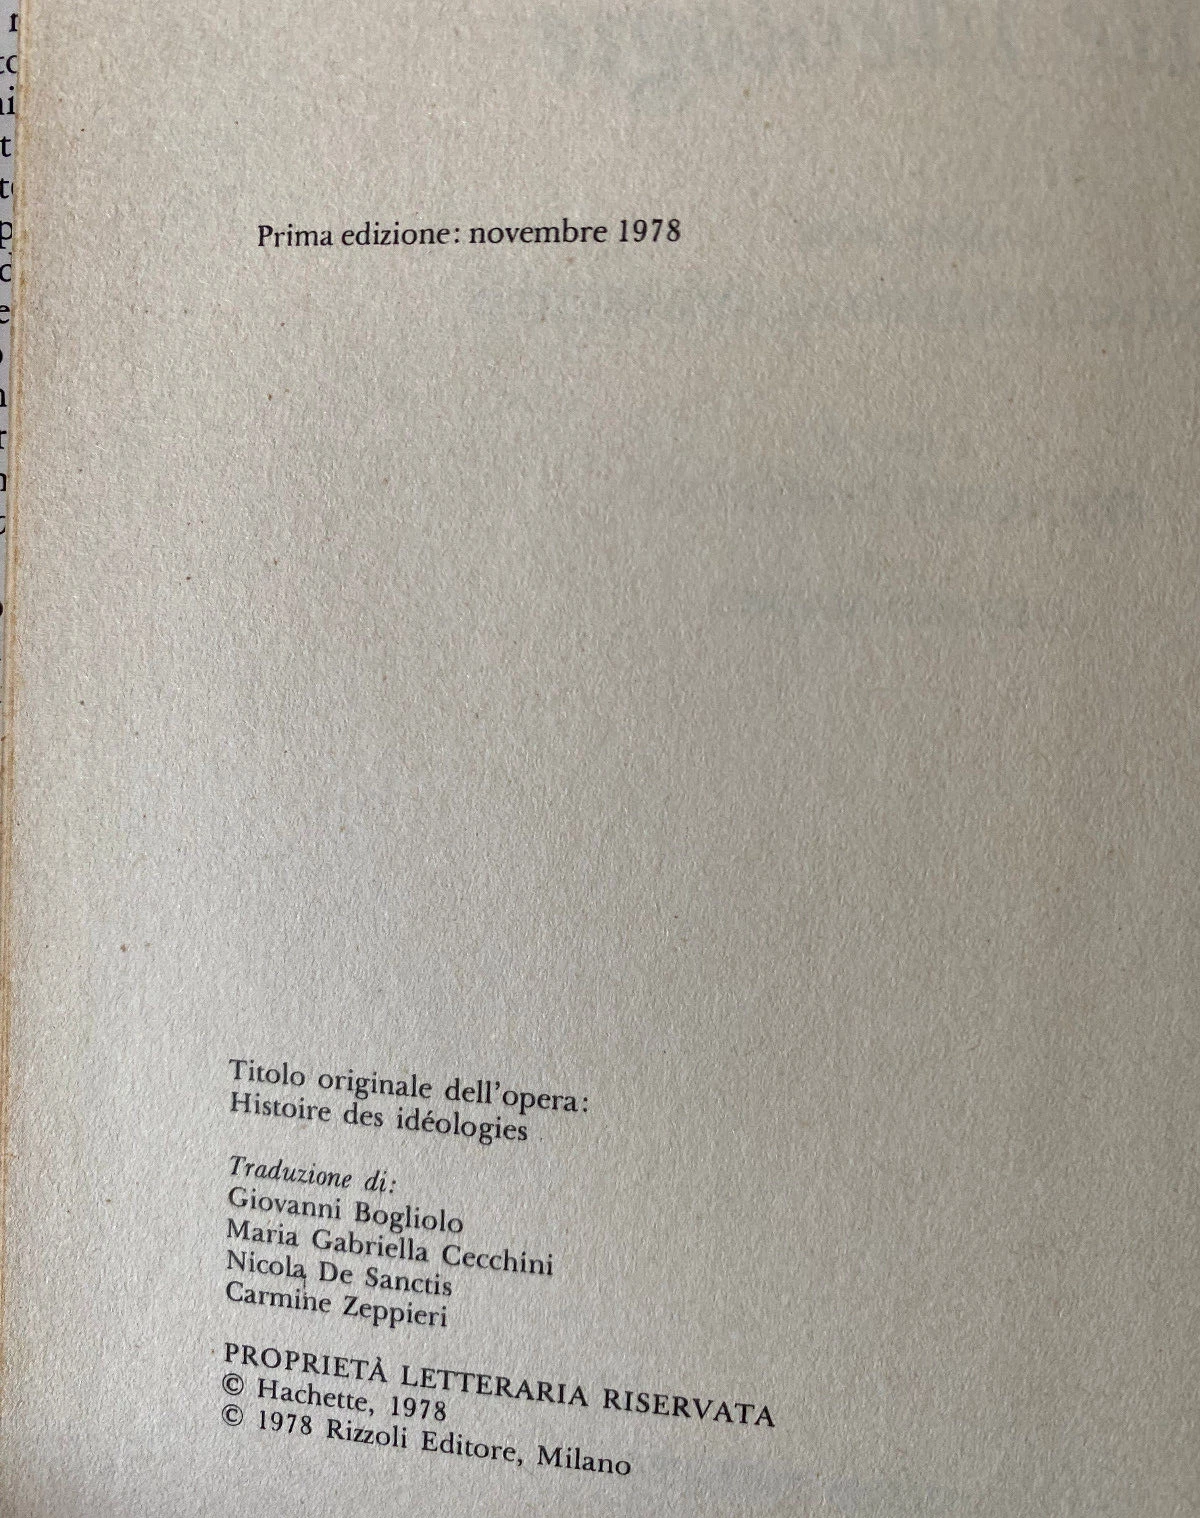 Prima edizione: novembre 1978
Titolo originale dell'opera:
Histoire des idéologies
Traduzione di:
Giovanni Bogliolo
Maria Gabriella Cecchini
Nicola De Sanctis
Carmine Zeppieri
PROPRIETÀ LETTERARIA RISERVATA
© Hachette, 1978
© 1978 Rizzoli Editore, Milano